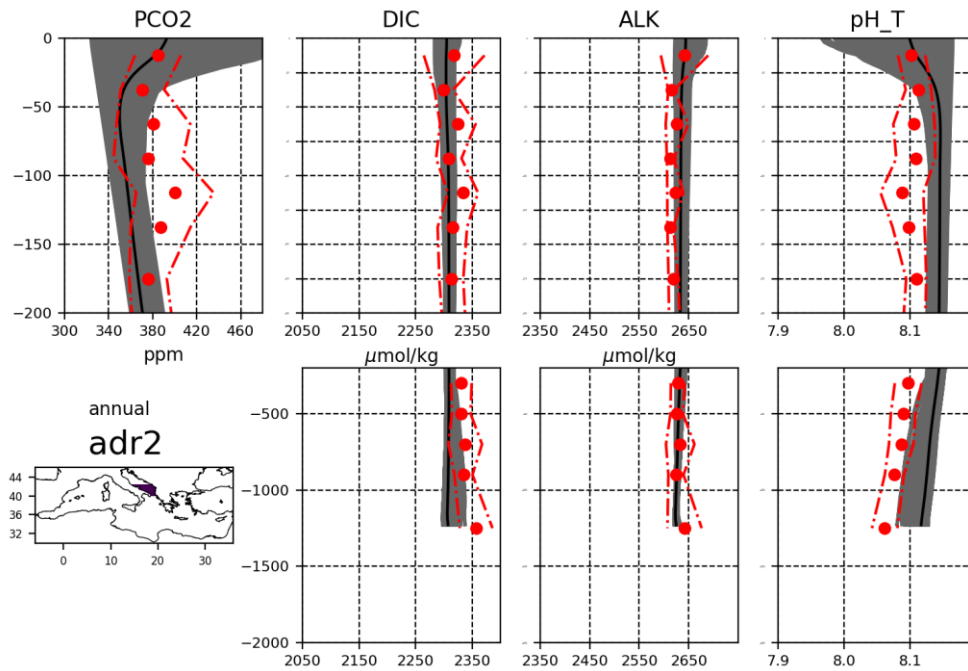 PCO2 DIC ALK pH_T
0
−50
−100
−150
−200
300 360 420 460
2050 2150 2250 2350
2350 2450 2550 2650
7.9 8.0 8.1
ppm μmol/kg μmol/kg
annual
adr2
44
40
36
32
0 10 20 30
−500
−1000
−1500
−2000
2050 2150 2250 2350
2350 2450 2550 2650
7.9 8.0 8.1